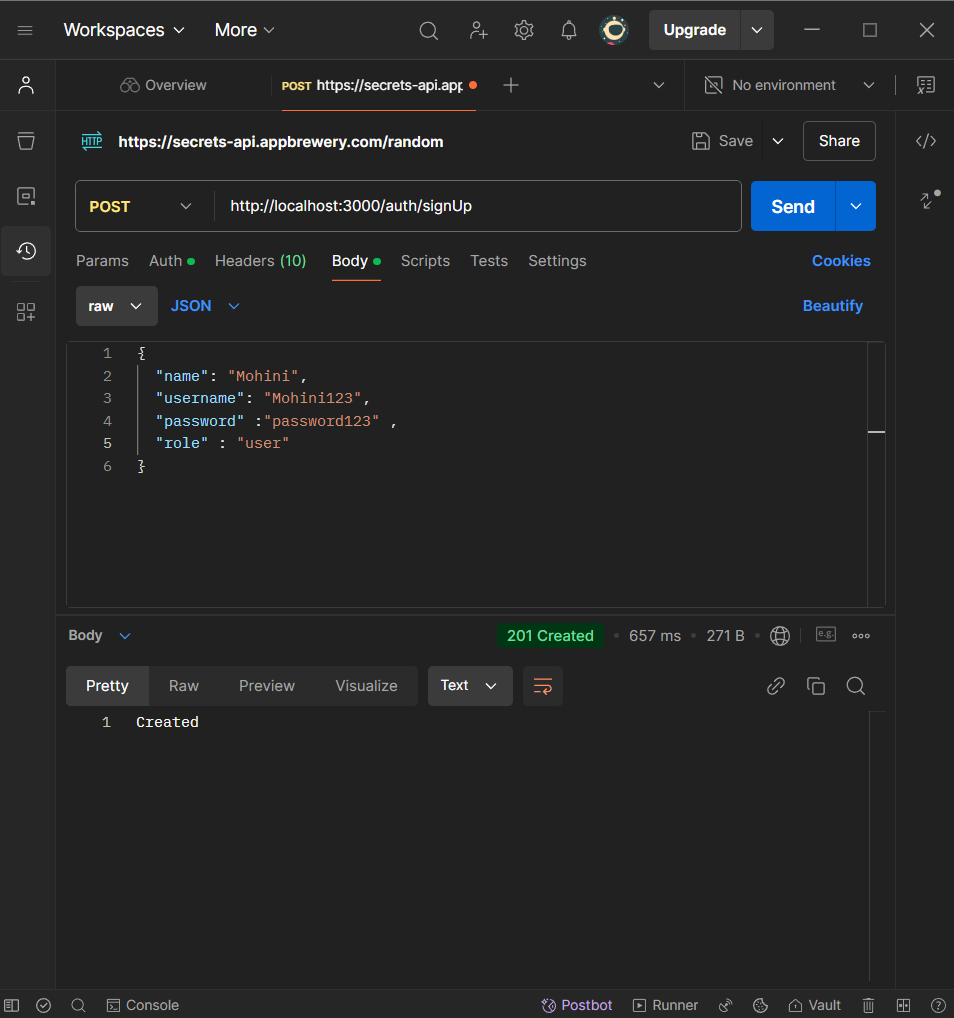 Workspaces More Upgrade
Overview POST https://secrets-api.app No environment
HTTP https://secrets-api.appbrewery.com/random Save Share
POST http://localhost:3000/auth/signUp Send
Params Auth Headers (10) Body Scripts Tests Settings Cookies
raw JSON Beautify
1 {
2 "name": "Mohini",
3 "username": "Mohini123",
4 "password" :"password123" ,
5 "role" : "user"
6 }
Body 201 Created 657 ms 271 B e.g.
Pretty Raw Preview Visualize Text
1 Created
Console Postbot Runner Vault